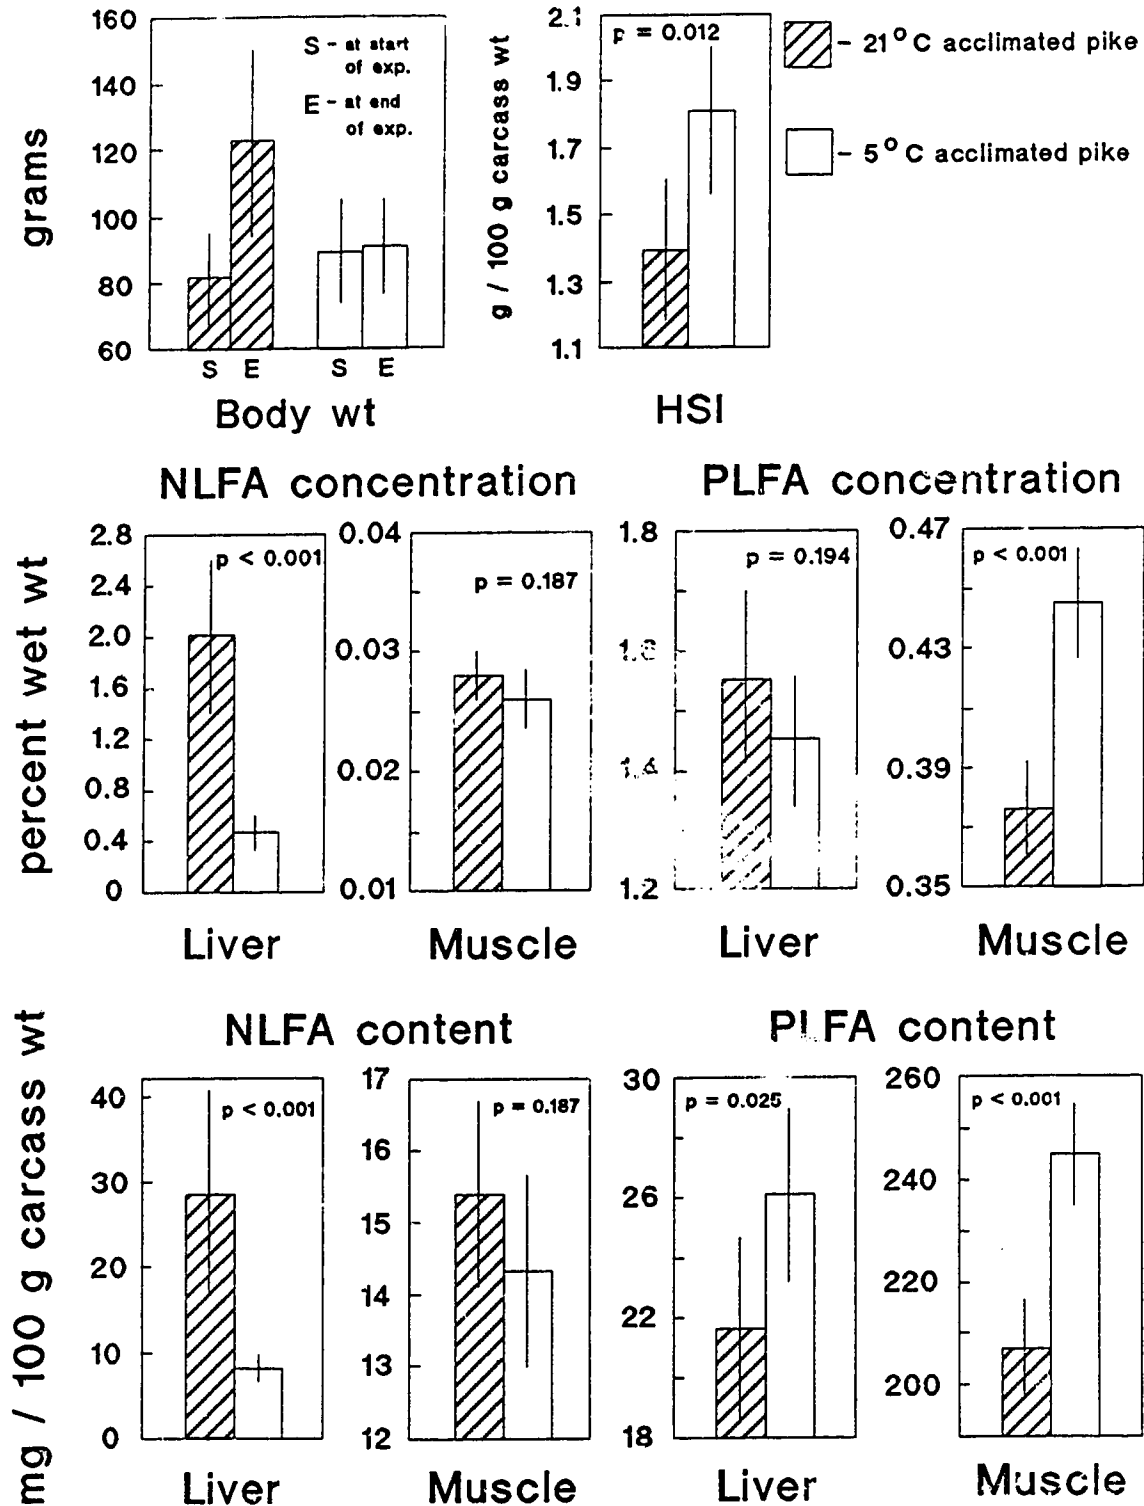 160
140
120
100
80
60
grams
S – at start
of exp.
E – at end
of exp.
S E S E
Body wt
2.1
1.9
1.7
1.5
1.3
1.1
g / 100 g carcass wt
p = 0.012
HSI
– 21°C acclimated pike
– 5°C acclimated pike
NLFA concentration
PLFA concentration
percent wet wt
2.8
2.4
2.0
1.6
1.2
0.8
0.4
0
p < 0.001
Liver
0.04
0.03
0.02
0.01
p = 0.187
Muscle
1.8
1.6
1.4
1.2
p = 0.194
Liver
0.47
0.43
0.39
0.35
p < 0.001
Muscle
NLFA content
PLFA content
mg / 100 g carcass wt
40
30
20
10
0
p < 0.001
Liver
17
16
15
14
13
12
p = 0.187
Muscle
30
26
22
18
p = 0.025
Liver
260
240
220
200
p < 0.001
Muscle